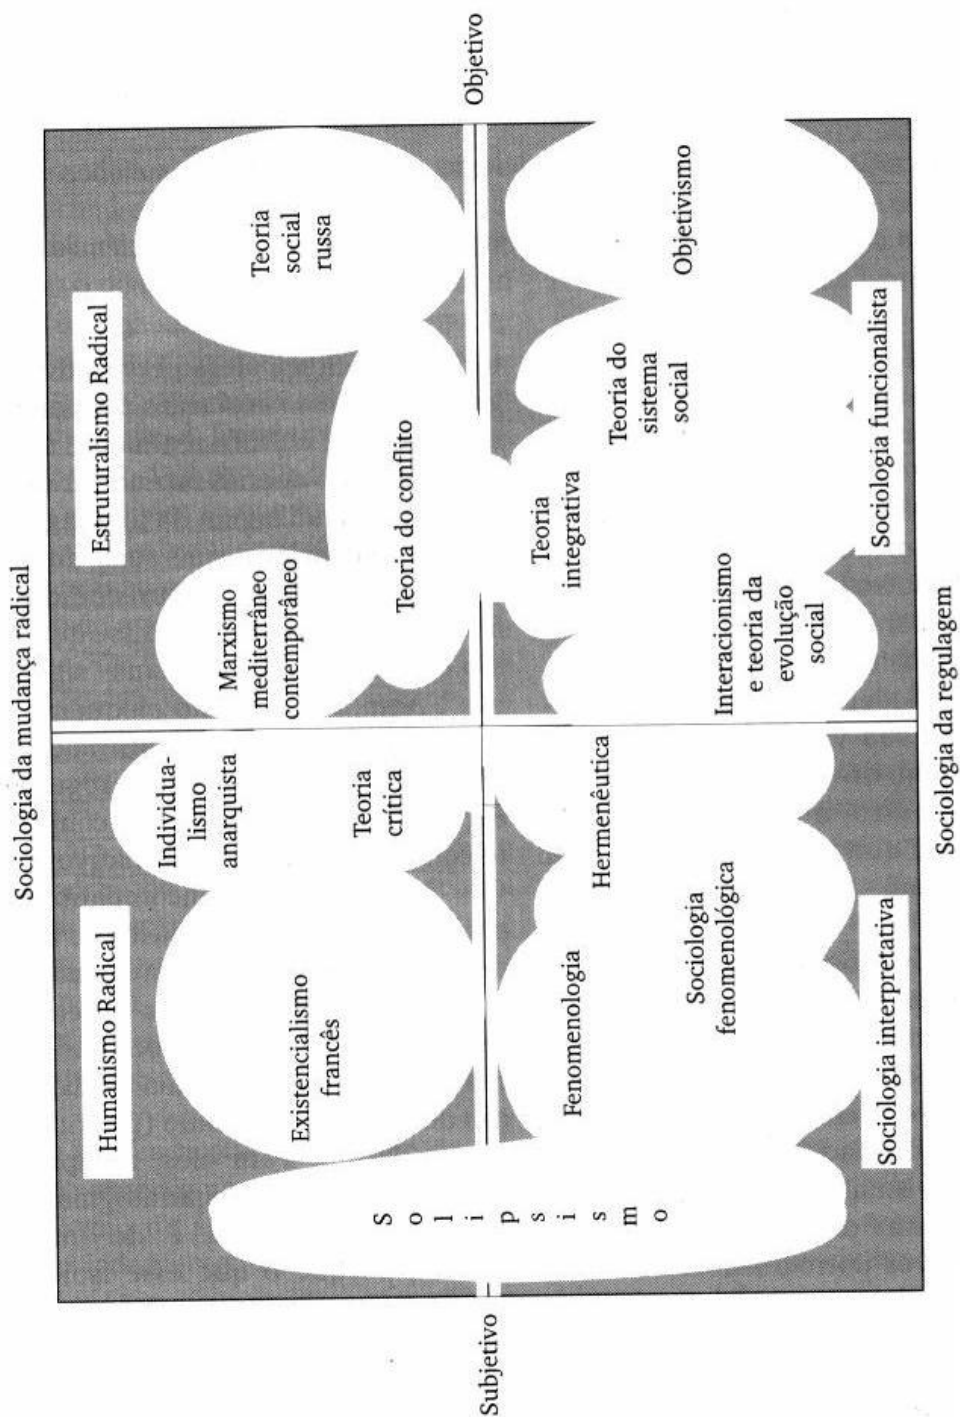 Sociologia da mudança radical
Humanismo Radical
Estruturalismo Radical
Individua-
lismo
anarquista
Marxismo
mediterrâneo
contemporâneo
Teoria
social
russa
Existencialismo
francês
Teoria
crítica
Teoria do conflito
Subjetivo
Objetivo
S
o
l
i
p
s
i
s
m
o
Fenomenologia
Hermenêutica
Teoria
integrativa
Teoria do
sistema
social
Objetivismo
Sociologia
fenomenológica
Interacionismo
e teoria da
evolução
social
Sociologia interpretativa
Sociologia funcionalista
Sociologia da regulagem